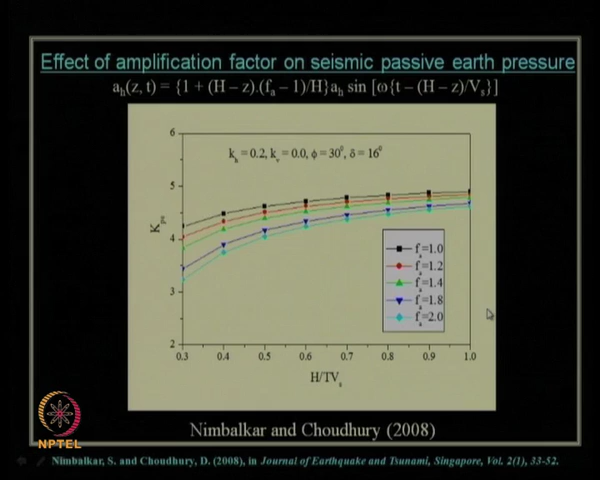 Effect of amplification factor on seismic passive earth pressure
aₕ(z, t) = {1 + (H – z).(fₐ – 1)/H}aₕ sin [ω{t – (H – z)/Vₛ}]
6
kₕ = 0.2, kᵥ = 0.0, ϕ = 30⁰, δ = 16⁰
5
Kₚₑ
4
fₐ=1.0
fₐ=1.2
fₐ=1.4
fₐ=1.8
fₐ=2.0
3
2
0.3 0.4 0.5 0.6 0.7 0.8 0.9 1.0
H/TVₛ
Nimbalkar and Choudhury (2008)
NPTEL
Nimbalkar, S. and Choudhury, D. (2008), in Journal of Earthquake and Tsunami, Singapore, Vol. 2(1), 33-52.